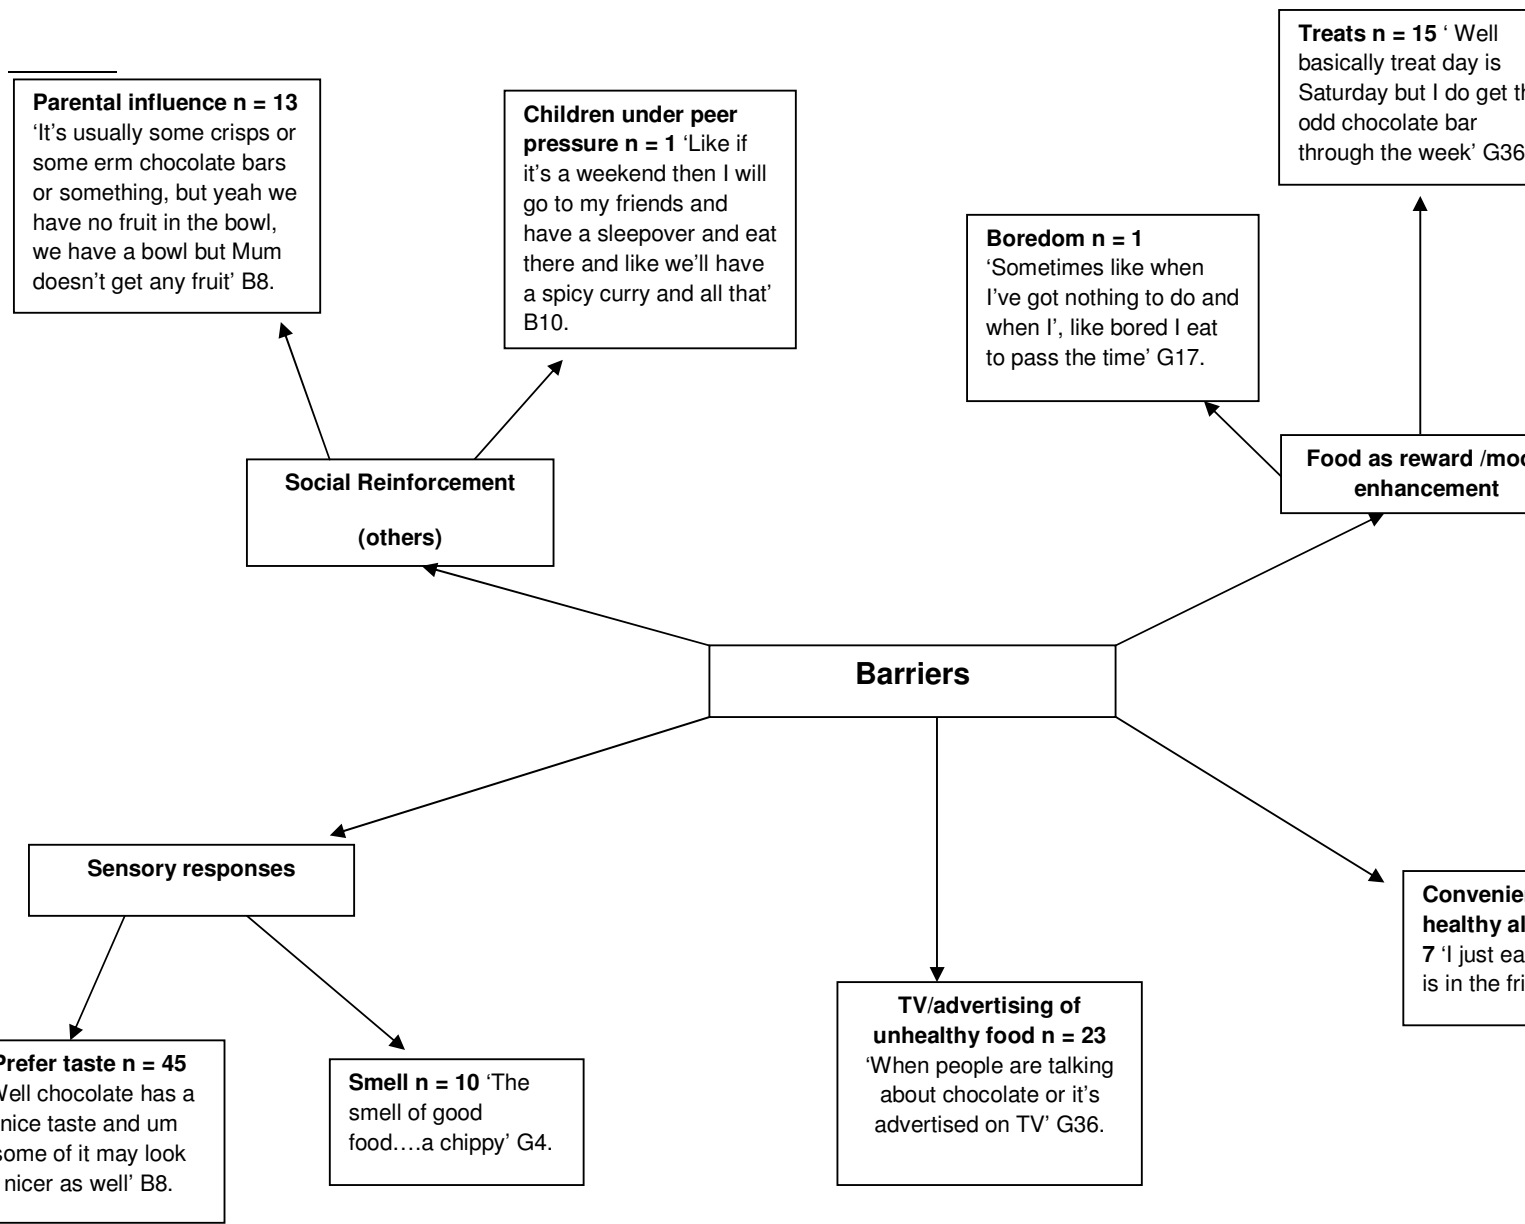 Treats n = 15 ‘ Well
basically treat day is
Saturday but I do get
odd chocolate bar
through the week’ G36
Parental influence n = 13
‘It’s usually some crisps or
some erm chocolate bars
or something, but yeah we
have no fruit in the bowl,
we have a bowl but Mum
doesn’t get any fruit’ B8.
Children under peer
pressure n = 1 ‘Like if
it’s a weekend then I will
go to my friends and
have a sleepover and eat
there and like we’ll have
a spicy curry and all that’
B10.
Boredom n = 1
‘Sometimes like when
I’ve got nothing to do and
when I’, like bored I eat
to pass the time’ G17.
Social Reinforcement
(others)
Food as reward
enhancement
Barriers
Sensory responses
TV/advertising of
unhealthy food n = 23
‘When people are talking
about chocolate or it’s
advertised on TV’ G36.
healthy
7 ‘I just
is in the
Prefer taste n = 45
Well chocolate has a
nice taste and um
some of it may look
nicer as well’ B8.
Smell n = 10 ‘The
smell of good
food….a chippy’ G4.